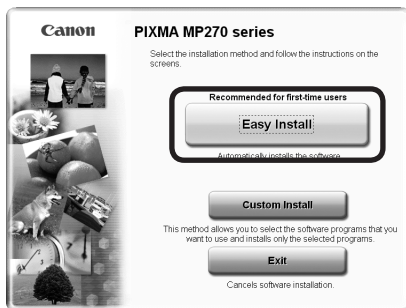 Canon
PIXMA MP270 series
Select the installation method and follow the instructions on the
screens.
Recommended for first-time users
Easy Install
Automatically installs the software.
Custom Install
This method allows you to select the software programs that you
want to use and installs only the selected programs.
Exit
Cancels software installation.